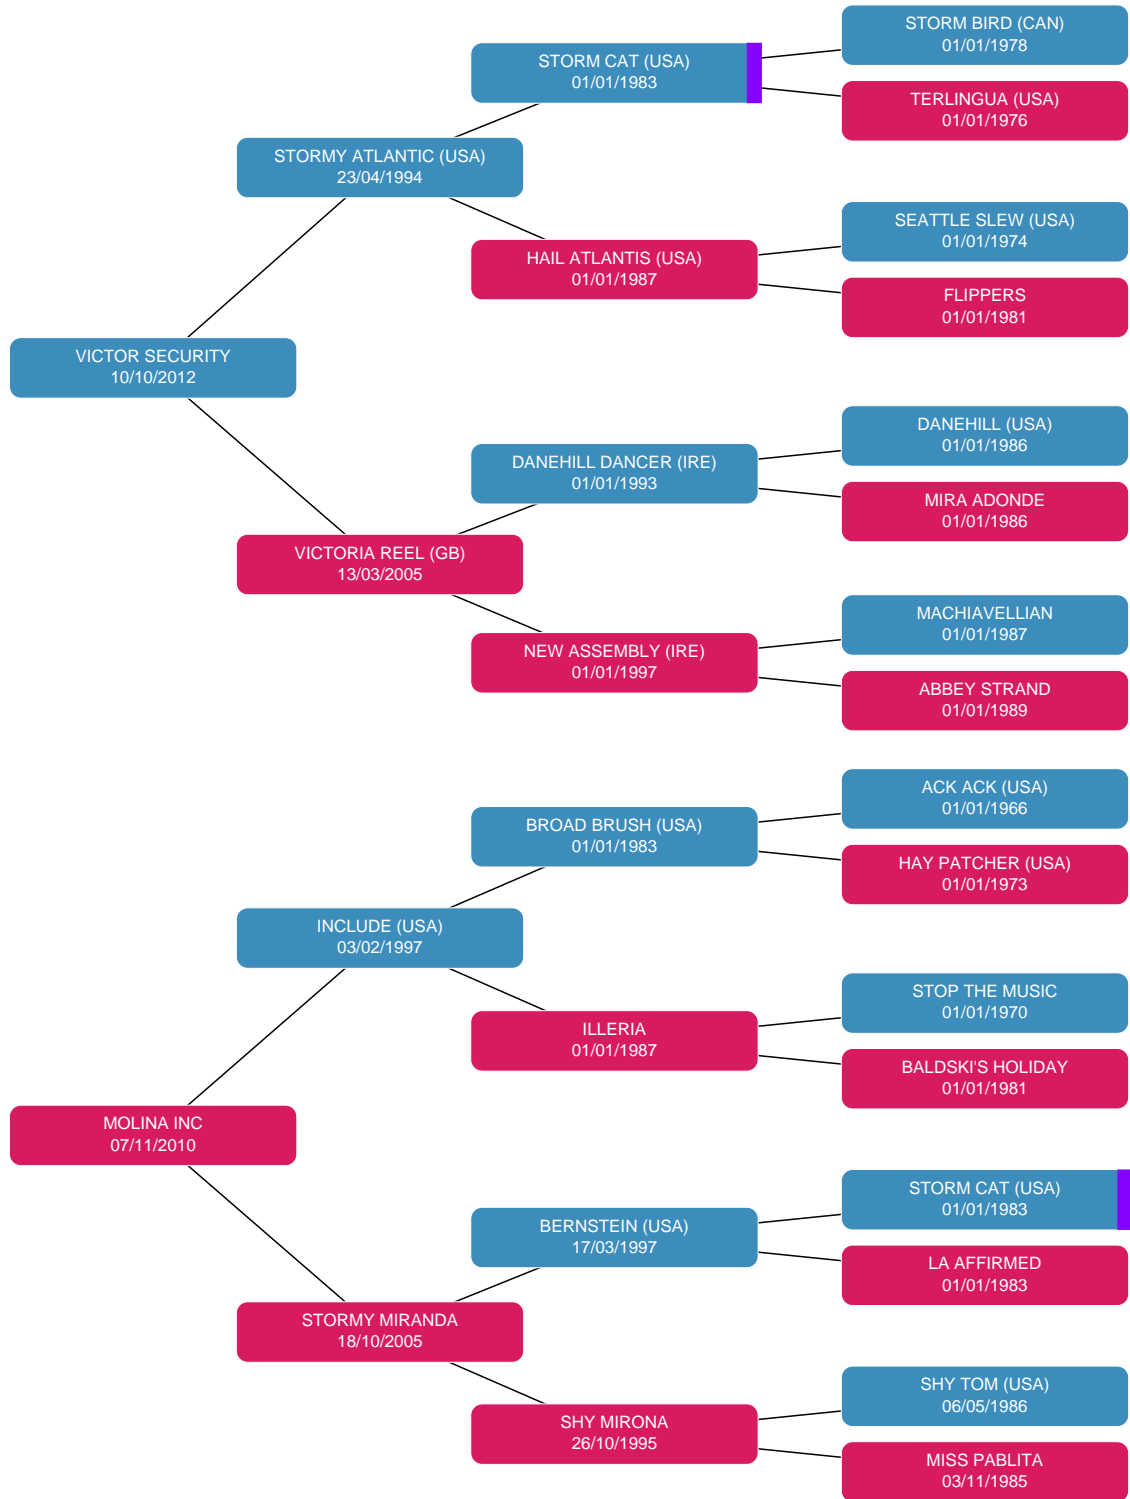 STORM BIRD (CAN)
01/01/1978
STORM CAT (USA)
01/01/1983
TERLINGUA (USA)
01/01/1976
STORMY ATLANTIC (USA)
23/04/1994
SEATTLE SLEW (USA)
01/01/1974
HAIL ATLANTIS (USA)
01/01/1987
FLIPPERS
01/01/1981
VICTOR SECURITY
10/10/2012
DANEHILL (USA)
01/01/1986
DANEHILL DANCER (IRE)
01/01/1993
MIRA ADONDE
01/01/1986
VICTORIA REEL (GB)
13/03/2005
MACHIAVELLIAN
01/01/1987
NEW ASSEMBLY (IRE)
01/01/1997
ABBEY STRAND
01/01/1989
ACK ACK (USA)
01/01/1966
BROAD BRUSH (USA)
01/01/1983
HAY PATCHER (USA)
01/01/1973
INCLUDE (USA)
03/02/1997
STOP THE MUSIC
01/01/1970
ILLERIA
01/01/1987
BALDSKI'S HOLIDAY
01/01/1981
MOLINA INC
07/11/2010
STORM CAT (USA)
01/01/1983
BERNSTEIN (USA)
17/03/1997
LA AFFIRMED
01/01/1983
STORMY MIRANDA
18/10/2005
SHY TOM (USA)
06/05/1986
SHY MIRONA
26/10/1995
MISS PABLITA
03/11/1985